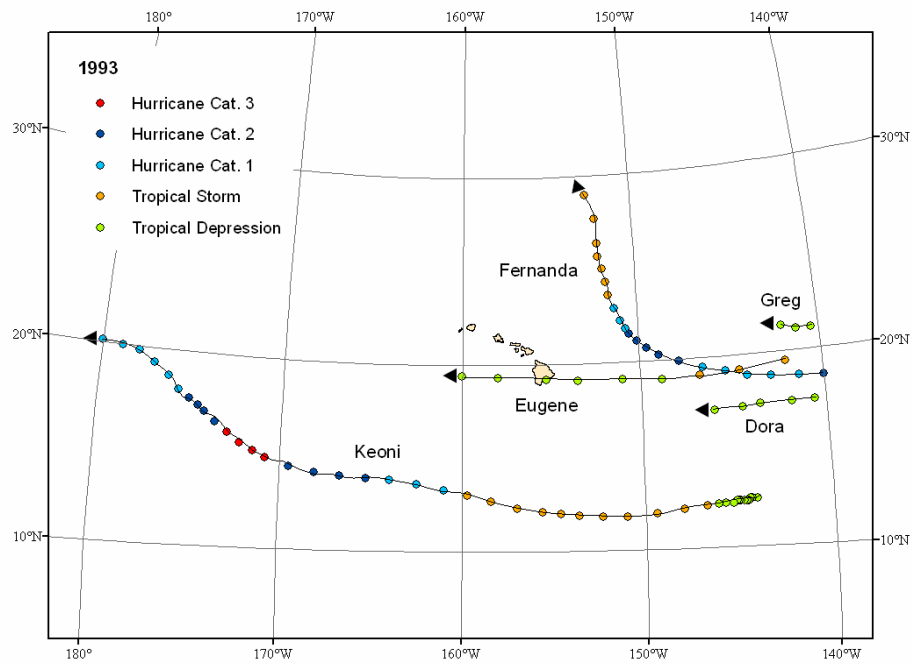 180° 170°W 160°W 150°W 140°W
1993
Hurricane Cat. 3
Hurricane Cat. 2
30°N 30°N
Hurricane Cat. 1
Tropical Storm
Tropical Depression
Fernanda
Greg
20°N 20°N
Eugene
Dora
Keoni
10°N 10°N
180° 170°W 160°W 150°W 140°W